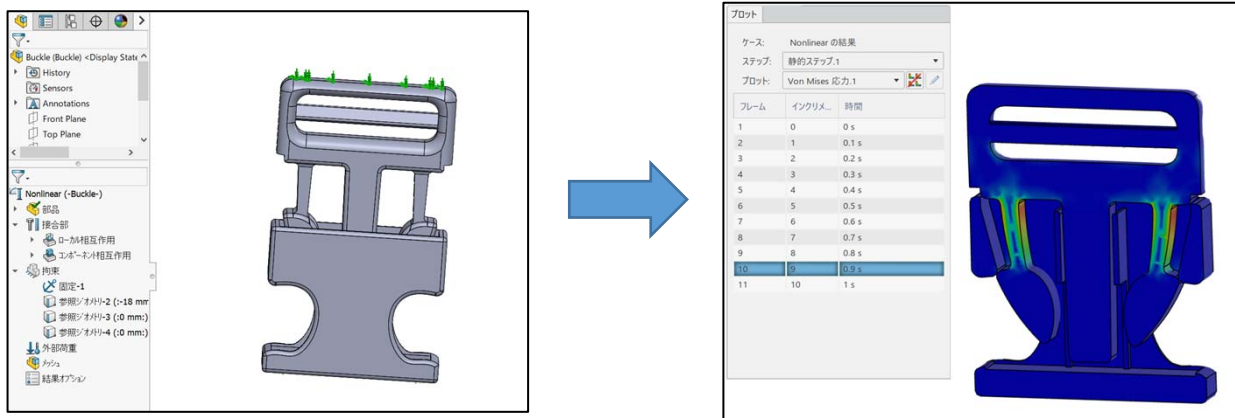 Buckle (Buckle) <Display State
History
Sensors
Annotations
Front Plane
Top Plane
Nonlinear (-Buckle-)
部品
接合部
ローカル相互作用
コンポーネント相互作用
拘束
固定-1
参照ジオメトリ-2 (:-18 mm
参照ジオメトリ-3 (:0 mm:)
参照ジオメトリ-4 (:0 mm:)
外部荷重
メッシュ
結果オプション
プロット
ケース: Nonlinear の結果
ステップ: 静的ステップ.1
プロット: Von Mises 応力.1
フレーム インクリメ... 時間
1 0 0 s
2 1 0.1 s
3 2 0.2 s
4 3 0.3 s
5 4 0.4 s
6 5 0.5 s
7 6 0.6 s
8 7 0.7 s
9 8 0.8 s
10 9 0.9 s
11 10 1 s